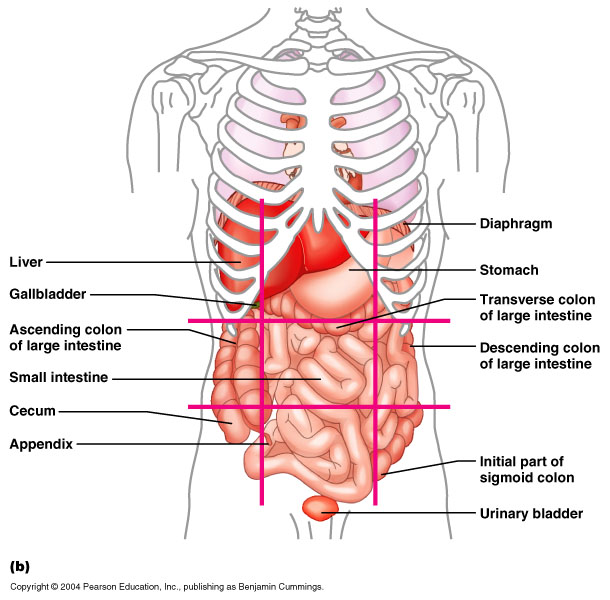 Diaphragm
Liver
Stomach
Gallbladder
Transverse colon
of large intestine
Ascending colon
of large intestine
Descending colon
of large intestine
Small intestine
Cecum
Appendix
Initial part of
sigmoid colon
Urinary bladder
(b)
Copyright © 2004 Pearson Education, Inc., publishing as Benjamin Cummings.